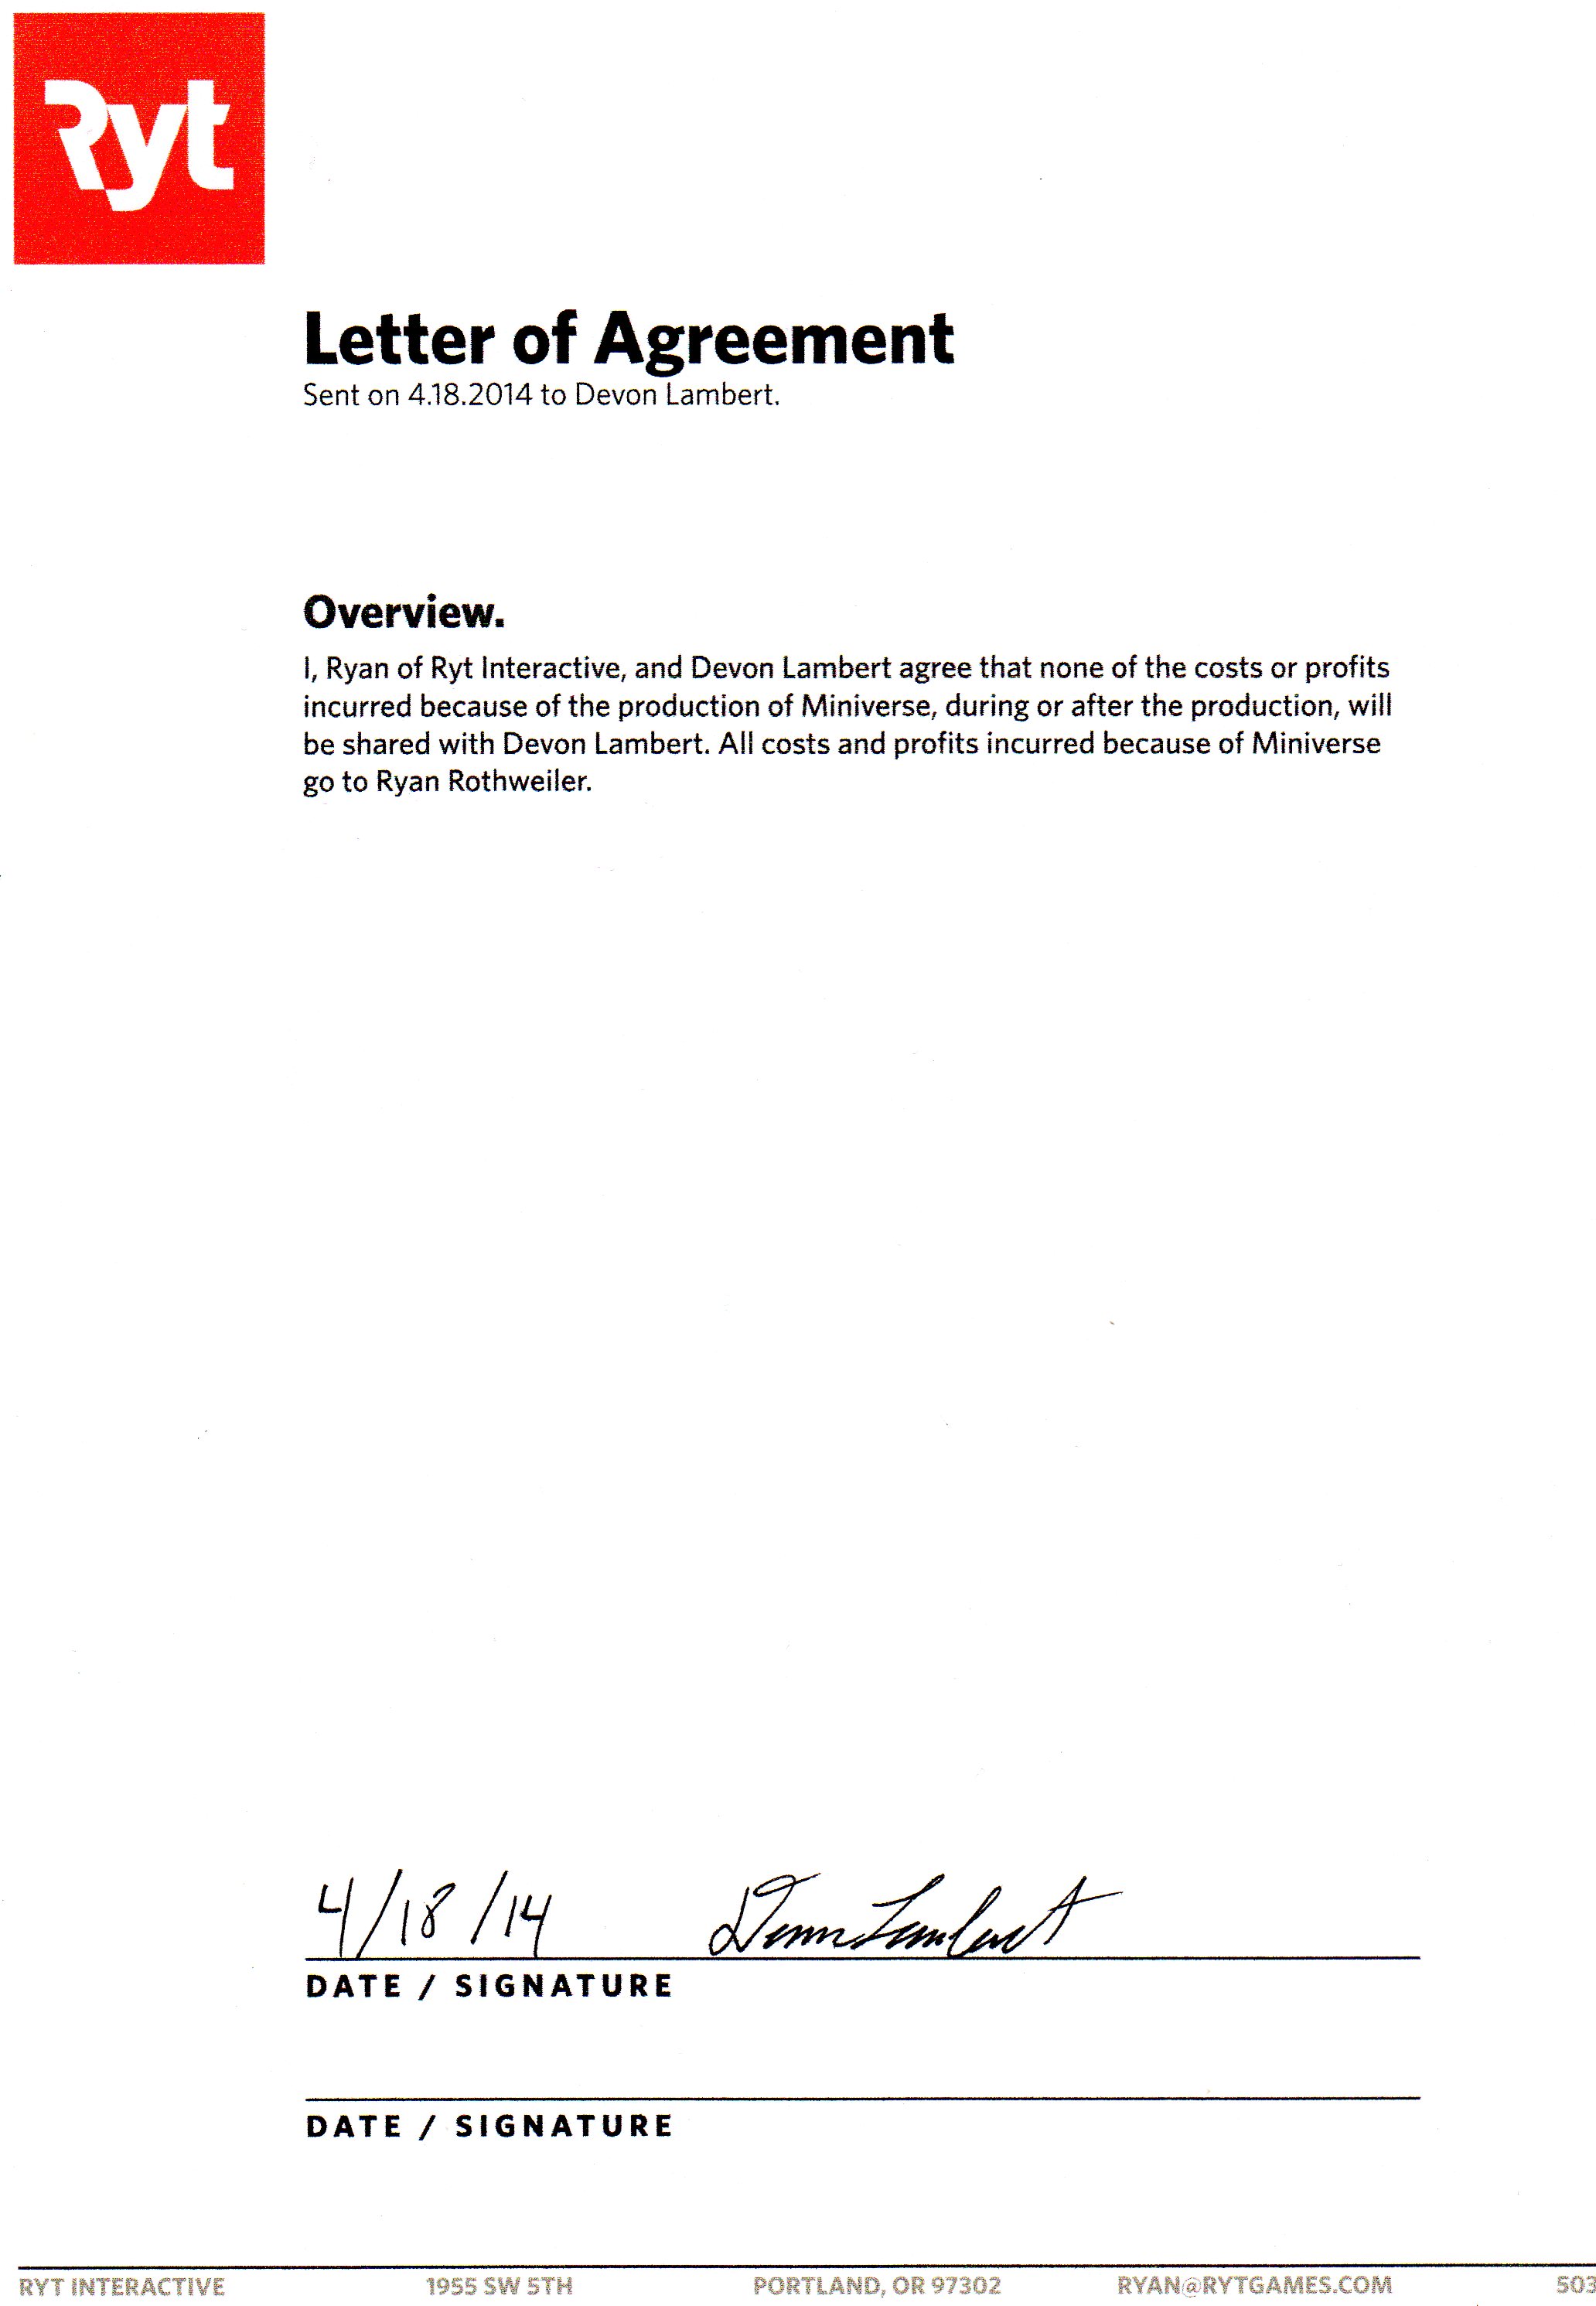 Ryt
Letter of Agreement
Sent on 4.18.2014 to Devon Lambert.
Overview.
I, Ryan of Ryt Interactive, and Devon Lambert agree that none of the costs or profits
incurred because of the production of Miniverse, during or after the production, will
be shared with Devon Lambert. All costs and profits incurred because of Miniverse
go to Ryan Rothweiler.
4/18/14 Devon Lambert
DATE / SIGNATURE
DATE / SIGNATURE
RYT INTERACTIVE 1955 SW 5TH PORTLAND, OR 97302 RYAN@RYTGAMES.COM 503